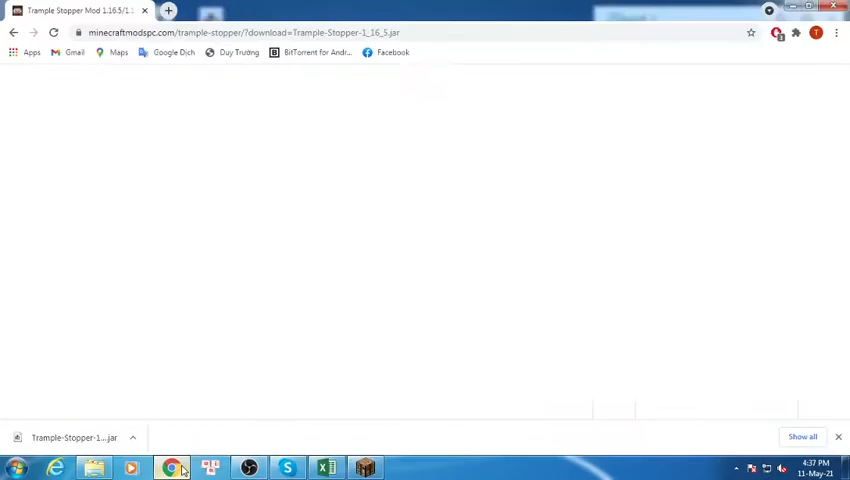 Trample Stopper Mod 1.16.5/1.1
minecraftmodspc.com/trample-stopper/?download=Trample-Stopper-1_16_5.jar
T
Apps Gmail Maps Google Dịch Duy Trường BitTorrent for Andr... Facebook
Trample-Stopper-1....jar
Show all
4:37 PM
11-May-21